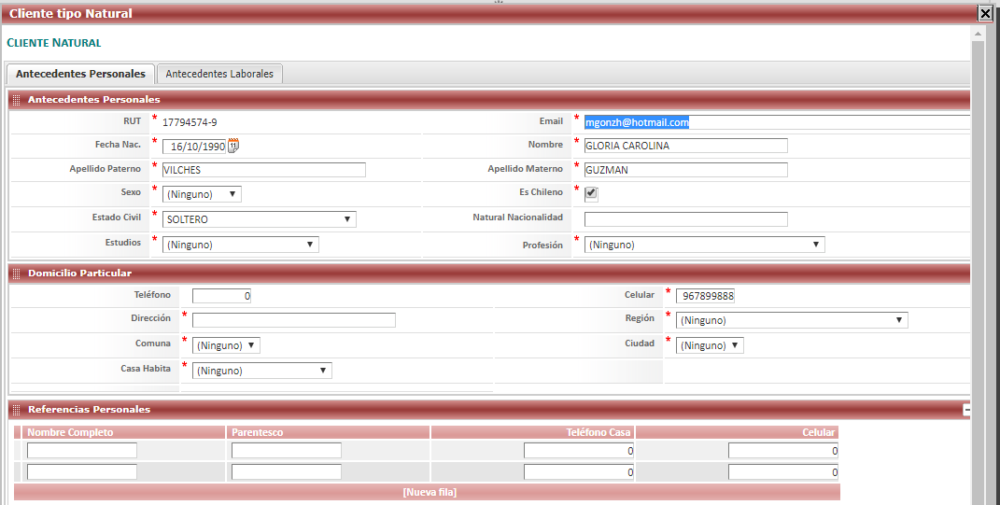 Cliente tipo Natural
CLIENTE NATURAL
Antecedentes Personales Antecedentes Laborales
Antecedentes Personales
RUT * 17794574-9 Email * mgonzh@hotmail.com
Fecha Nac. * 16/10/1990 11 Nombre * GLORIA CAROLINA
Apellido Paterno * VILCHES Apellido Materno * GUZMAN
Sexo * (Ninguno) Es Chileno *
Estado Civil * SOLTERO Natural Nacionalidad
Estudios * (Ninguno) Profesión * (Ninguno)
Domicilio Particular
Teléfono 0 Celular * 967899888
Dirección * Región * (Ninguno)
Comuna * (Ninguno) Ciudad * (Ninguno)
Casa Habita * (Ninguno)
Referencias Personales
Nombre Completo Parentesco Teléfono Casa Celular
0 0
0 0
[Nueva fila]